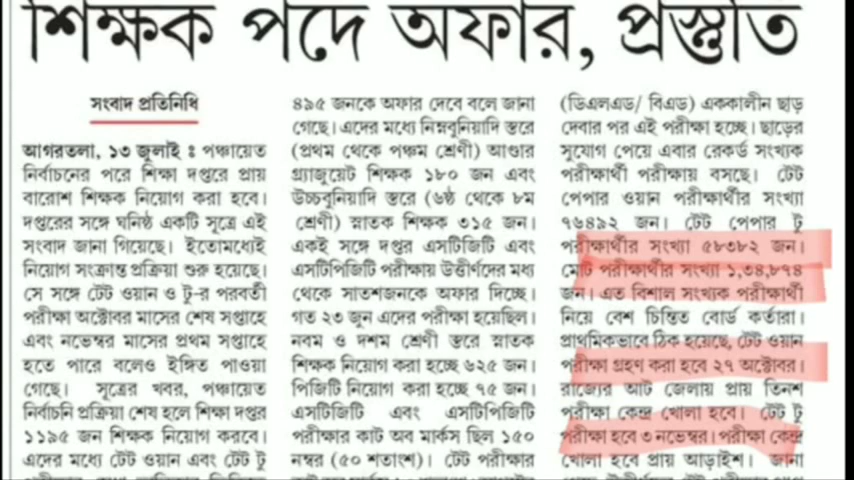 শিক্ষক পদে অফার, প্রস্তুতি
সংবাদ প্রতিনিধি
আগরতলা, ১৩ জুলাই ঃ পঞ্চায়েত
নির্বাচনের পরে শিক্ষা দপ্তরে প্রায়
বারোশ শিক্ষক নিয়োগ করা হবে।
দপ্তরের সঙ্গে ঘনিষ্ঠ একটি সূত্রে এই
সংবাদ জানা গিয়েছে। ইতোমধ্যেই
নিয়োগ সংক্রান্ত প্রক্রিয়া শুরু হয়েছে।
সে সঙ্গে টেট ওয়ান ও টু-র পরবর্তী
পরীক্ষা অক্টোবর মাসের শেষ সপ্তাহে
এবং নভেম্বর মাসের প্রথম সপ্তাহে
হতে পারে বলেও ইঙ্গিত পাওয়া
গেছে। সূত্রের খবর, পঞ্চায়েত
নির্বাচনি প্রক্রিয়া শেষ হলে শিক্ষা দপ্তর
১১৯৫ জন শিক্ষক নিয়োগ করবে।
এদের মধ্যে টেট ওয়ান এবং টেট টু
৪৯৫ জনকে অফার দেবে বলে জানা
গেছে। এদের মধ্যে নিম্নবুনিয়াদি স্তরে
(প্রথম থেকে পঞ্চম শ্রেণী) আণ্ডার
গ্র্যাজুয়েট শিক্ষক ১৮০ জন এবং
উচ্চবুনিয়াদি স্তরে (৬ষ্ঠ থেকে ৮ম
শ্রেণী) স্নাতক শিক্ষক ৩১৫ জন।
একই সঙ্গে দপ্তর এসটিজিটি এবং
এসটিপিজিটি পরীক্ষায় উত্তীর্ণদের মধ্য
থেকে সাতশজনকে অফার দিচ্ছে।
গত ২৩ জুন এদের পরীক্ষা হয়েছিল।
নবম ও দশম শ্রেণী স্তরে স্নাতক
শিক্ষক নিয়োগ করা হচ্ছে ৬২৫ জন।
পিজিটি নিয়োগ করা হচ্ছে ৭৫ জন।
এসটিজিটি এবং এসটিপিজিটি
পরীক্ষার কাট অব মার্কস ছিল ১৫০
নম্বর (৫০ শতাংশ)। টেট পরীক্ষার
(ডিএলএড/ বিএড) এককালীন ছাড়
দেবার পর এই পরীক্ষা হচ্ছে। ছাড়ের
সুযোগ পেয়ে এবার রেকর্ড সংখ্যক
পরীক্ষার্থী পরীক্ষায় বসছে। টেট
পেপার ওয়ান পরীক্ষার্থীর সংখ্যা
৭৬৪৯২ জন। টেট পেপার টু
পরীক্ষার্থীর সংখ্যা ৫৮৩৮২ জন।
মোট পরীক্ষার্থীর সংখ্যা ১,৩৪,৮৭৪
জন। এত বিশাল সংখ্যক পরীক্ষার্থী
নিয়ে বেশ চিন্তিত বোর্ড কর্তারা।
প্রাথমিকভাবে ঠিক হয়েছে, টেট ওয়ান
পরীক্ষা গ্রহণ করা হবে ২৭ অক্টোবর।
রাজ্যের আট জেলায় প্রায় তিনশ
পরীক্ষা কেন্দ্র খোলা হবে। টেট টু
পরীক্ষা হবে ৩ নভেম্বর। পরীক্ষা কেন্দ্র
খোলা হবে প্রায় আড়াইশ। জানা